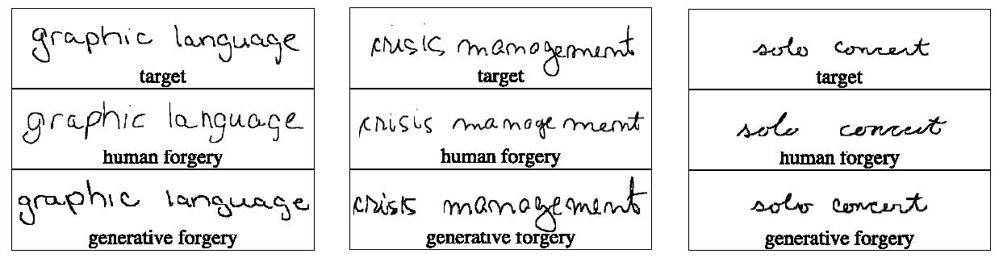 graphic language
target
graphic language
human forgery
graphic language
generative forgery
crisis management
target
crisis management
human forgery
crisis management
generative forgery
solo concert
target
solo concert
human forgery
solo concert
generative forgery